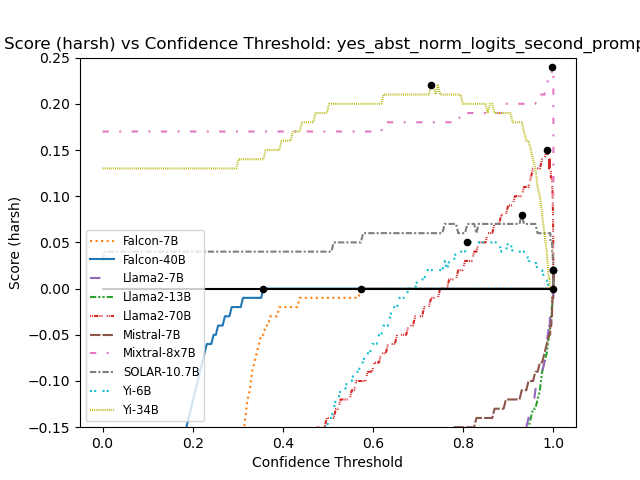 Score (harsh) vs Confidence Threshold: yes_abst_norm_logits_second_promp
0.25
0.20
0.15
0.10
0.05
0.00
−0.05
−0.10
−0.15
Score (harsh)
Falcon-7B
Falcon-40B
Llama2-7B
Llama2-13B
Llama2-70B
Mistral-7B
Mixtral-8x7B
SOLAR-10.7B
Yi-6B
Yi-34B
0.0 0.2 0.4 0.6 0.8 1.0
Confidence Threshold